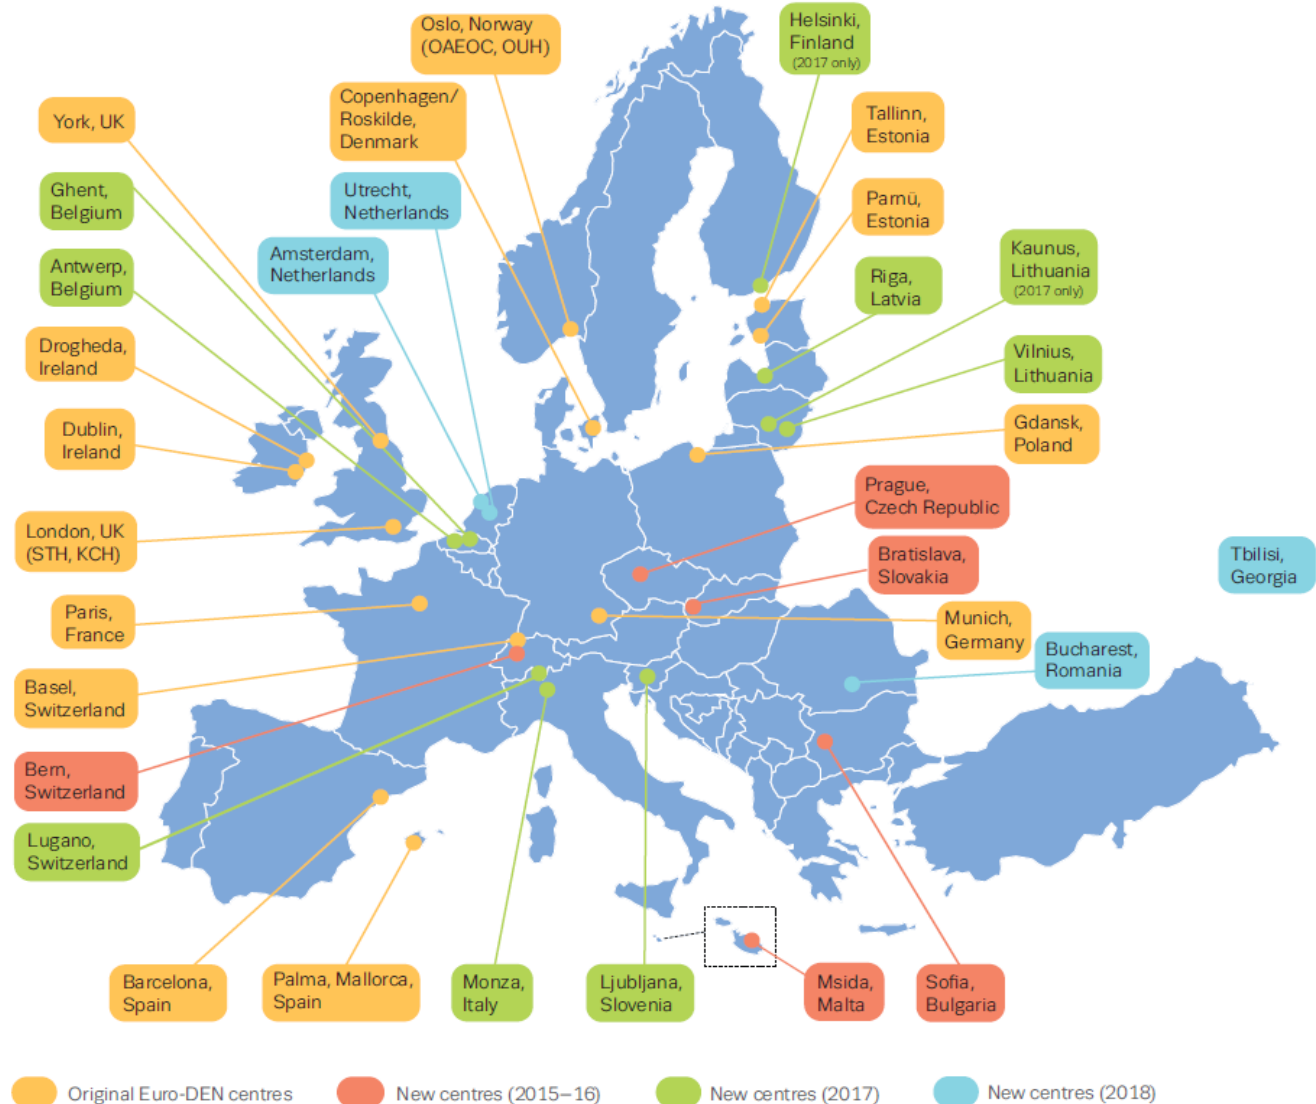 Oslo, Norway
(OAEOC, OUH)
Helsinki,
Finland
(2017 only)
Copenhagen/
Roskilde,
Denmark
York, UK
Tallinn,
Estonia
Ghent,
Belgium
Utrecht,
Netherlands
Parnü,
Estonia
Amsterdam,
Netherlands
Antwerp,
Belgium
Riga,
Latvia
Kaunus,
Lithuania
(2017 only)
Drogheda,
Ireland
Vilnius,
Lithuania
Dublin,
Ireland
Gdansk,
Poland
Prague,
Czech Republic
London, UK
(STH, KCH)
Bratislava,
Slovakia
Tbilisi,
Georgia
Paris,
France
Munich,
Germany
Bucharest,
Romania
Basel,
Switzerland
Bern,
Switzerland
Lugano,
Switzerland
Barcelona,
Spain
Palma, Mallorca,
Spain
Monza,
Italy
Ljubljana,
Slovenia
Msida,
Malta
Sofia,
Bulgaria
Original Euro-DEN centres
New centres (2015–16)
New centres (2017)
New centres (2018)